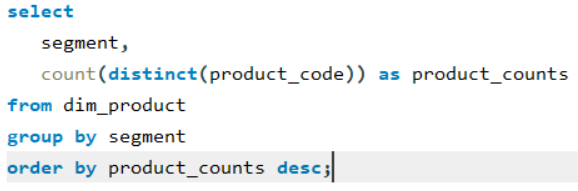 select
segment,
count(distinct(product_code)) as product_counts
from dim_product
group by segment
order by product_counts desc;